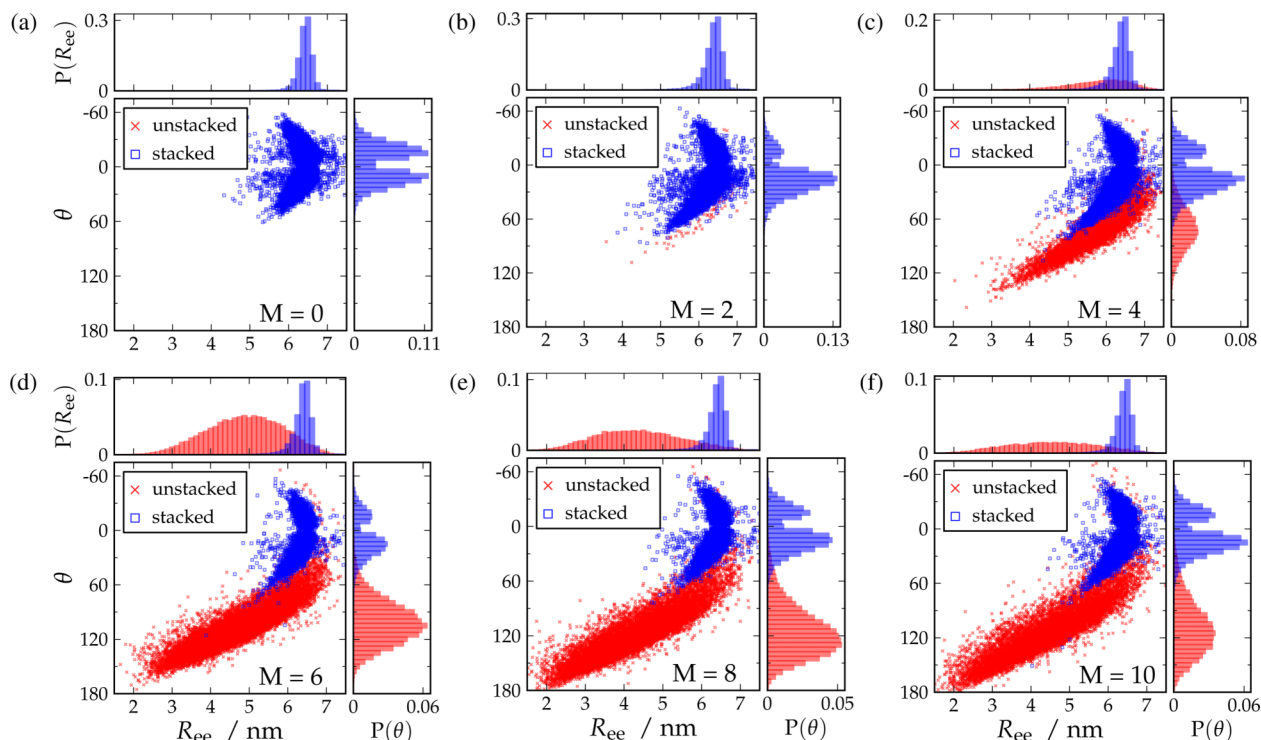 (a)
0.3
P(Ree)
0
-60
× unstacked
□ stacked
0
θ
60
120
180
M = 0
2 3 4 5 6 7
0 0.11
(b)
0.3
0
-60
× unstacked
□ stacked
0
60
120
180
M = 2
2 3 4 5 6 7
0 0.13
(c)
0.2
0
-60
× unstacked
□ stacked
0
60
120
180
M = 4
2 3 4 5 6 7
0 0.08
(d)
0.1
P(Ree)
0
-60
× unstacked
□ stacked
0
θ
60
120
180
M = 6
2 3 4 5 6 7
Ree / nm
0 0.06
P(θ)
(e)
0.1
0
-60
× unstacked
□ stacked
0
60
120
180
M = 8
2 3 4 5 6 7
Ree / nm
0 0.05
P(θ)
(f)
0.1
0
-60
× unstacked
□ stacked
0
60
120
180
M = 10
2 3 4 5 6 7
Ree / nm
0 0.06
P(θ)